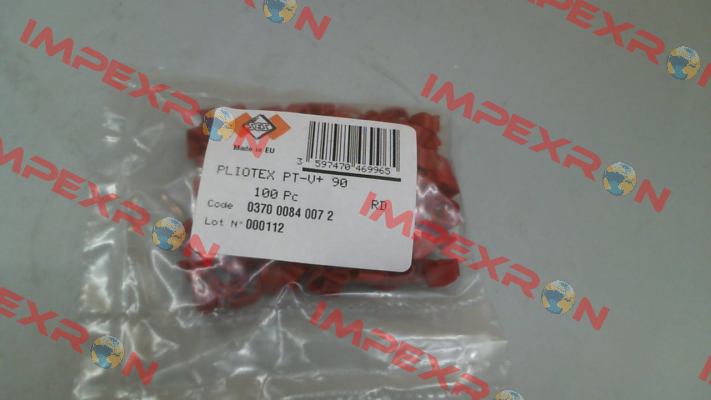 Made in EU
3 597470 469965
PLIOTEX PT-V+ 90
100 Pc RD
Code 0370 0084 007 2
Lot N° 000112
IMPEXRON
IMPEXRON
IMPEXRON
IMPEXRON
IMPEXRON
IMPEXRON
IMPEXRON